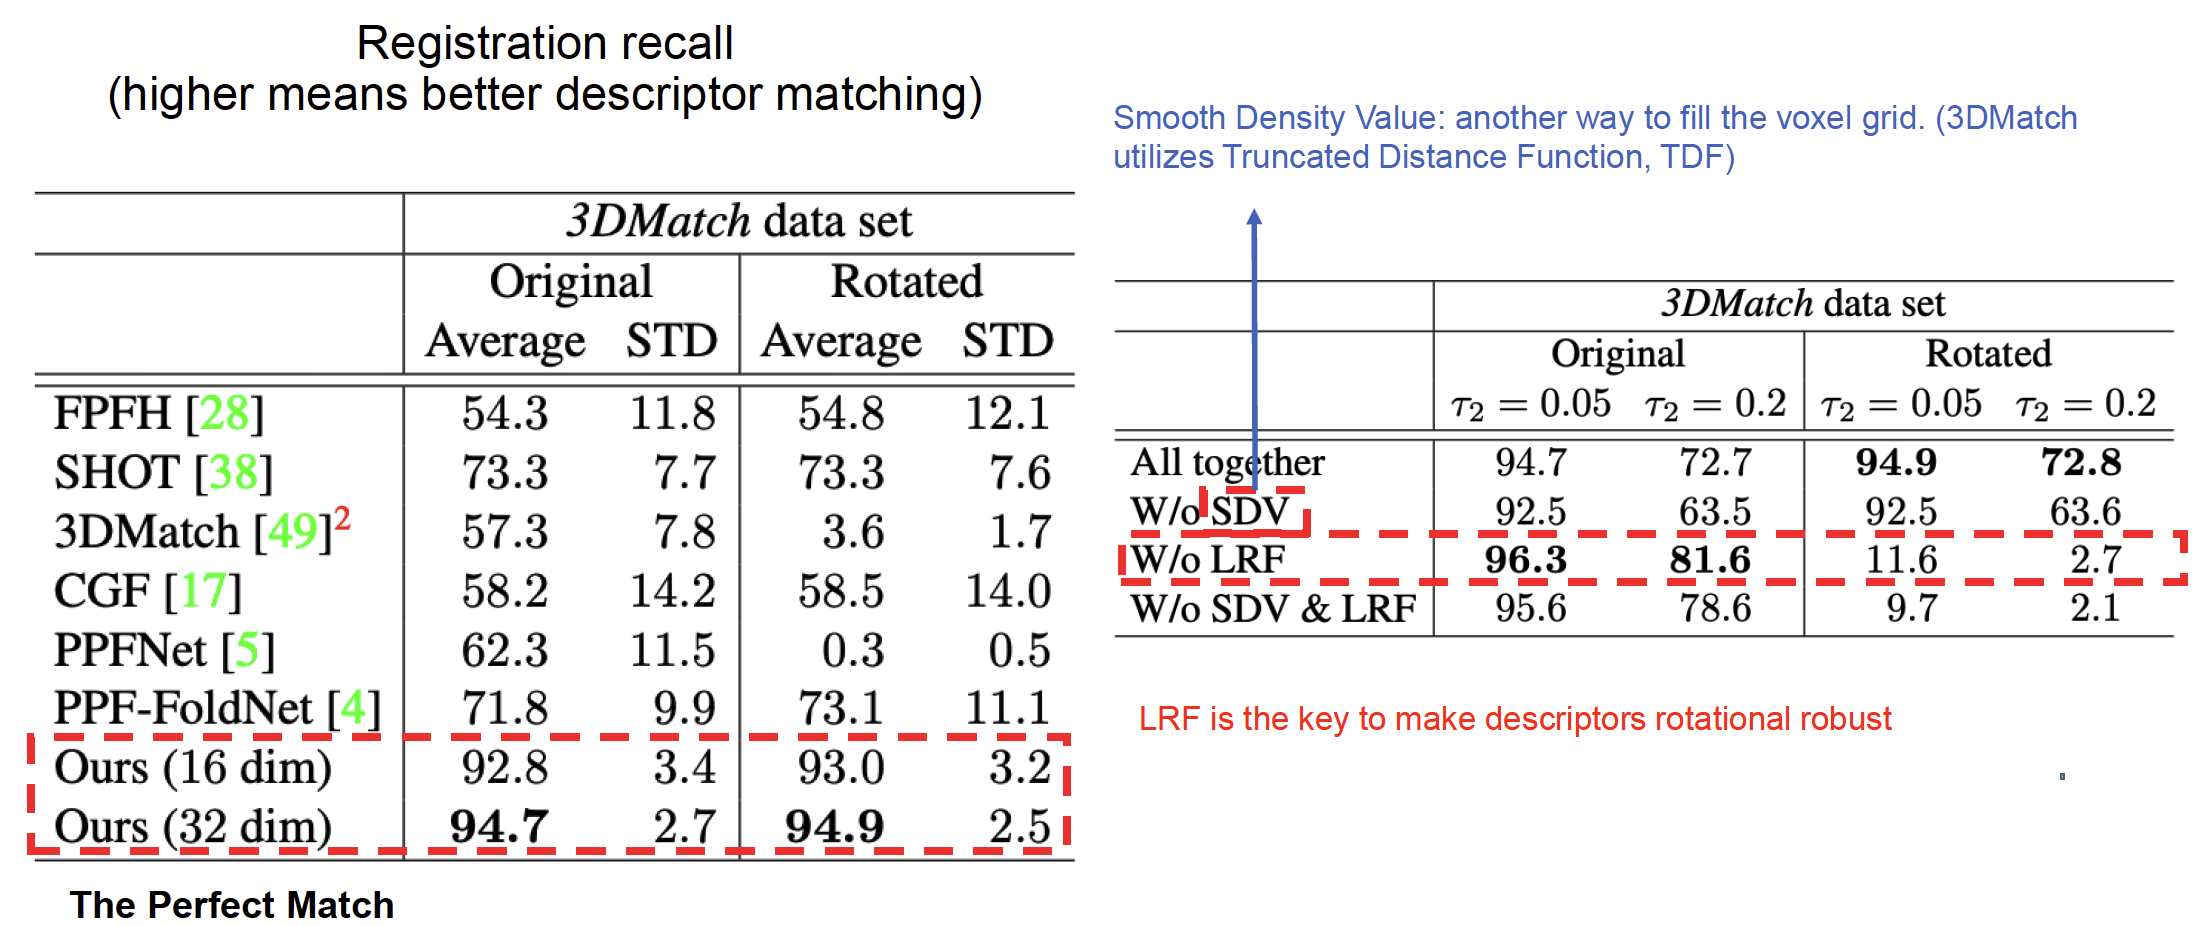 Registration recall
(higher means better descriptor matching)
3DMatch data set
Original Rotated
Average STD Average STD
FPFH [28] 54.3 11.8 54.8 12.1
SHOT [38] 73.3 7.7 73.3 7.6
3DMatch [49]2 57.3 7.8 3.6 1.7
CGF [17] 58.2 14.2 58.5 14.0
PPFNet [5] 62.3 11.5 0.3 0.5
PPF-FoldNet [4] 71.8 9.9 73.1 11.1
Ours (16 dim) 92.8 3.4 93.0 3.2
Ours (32 dim) 94.7 2.7 94.9 2.5
The Perfect Match
Smooth Density Value: another way to fill the voxel grid. (3DMatch
utilizes Truncated Distance Function, TDF)
3DMatch data set
Original Rotated
τ2 = 0.05 τ2 = 0.2 τ2 = 0.05 τ2 = 0.2
All together 94.7 72.7 94.9 72.8
W/o SDV 92.5 63.5 92.5 63.6
W/o LRF 96.3 81.6 11.6 2.7
W/o SDV & LRF 95.6 78.6 9.7 2.1
LRF is the key to make descriptors rotational robust